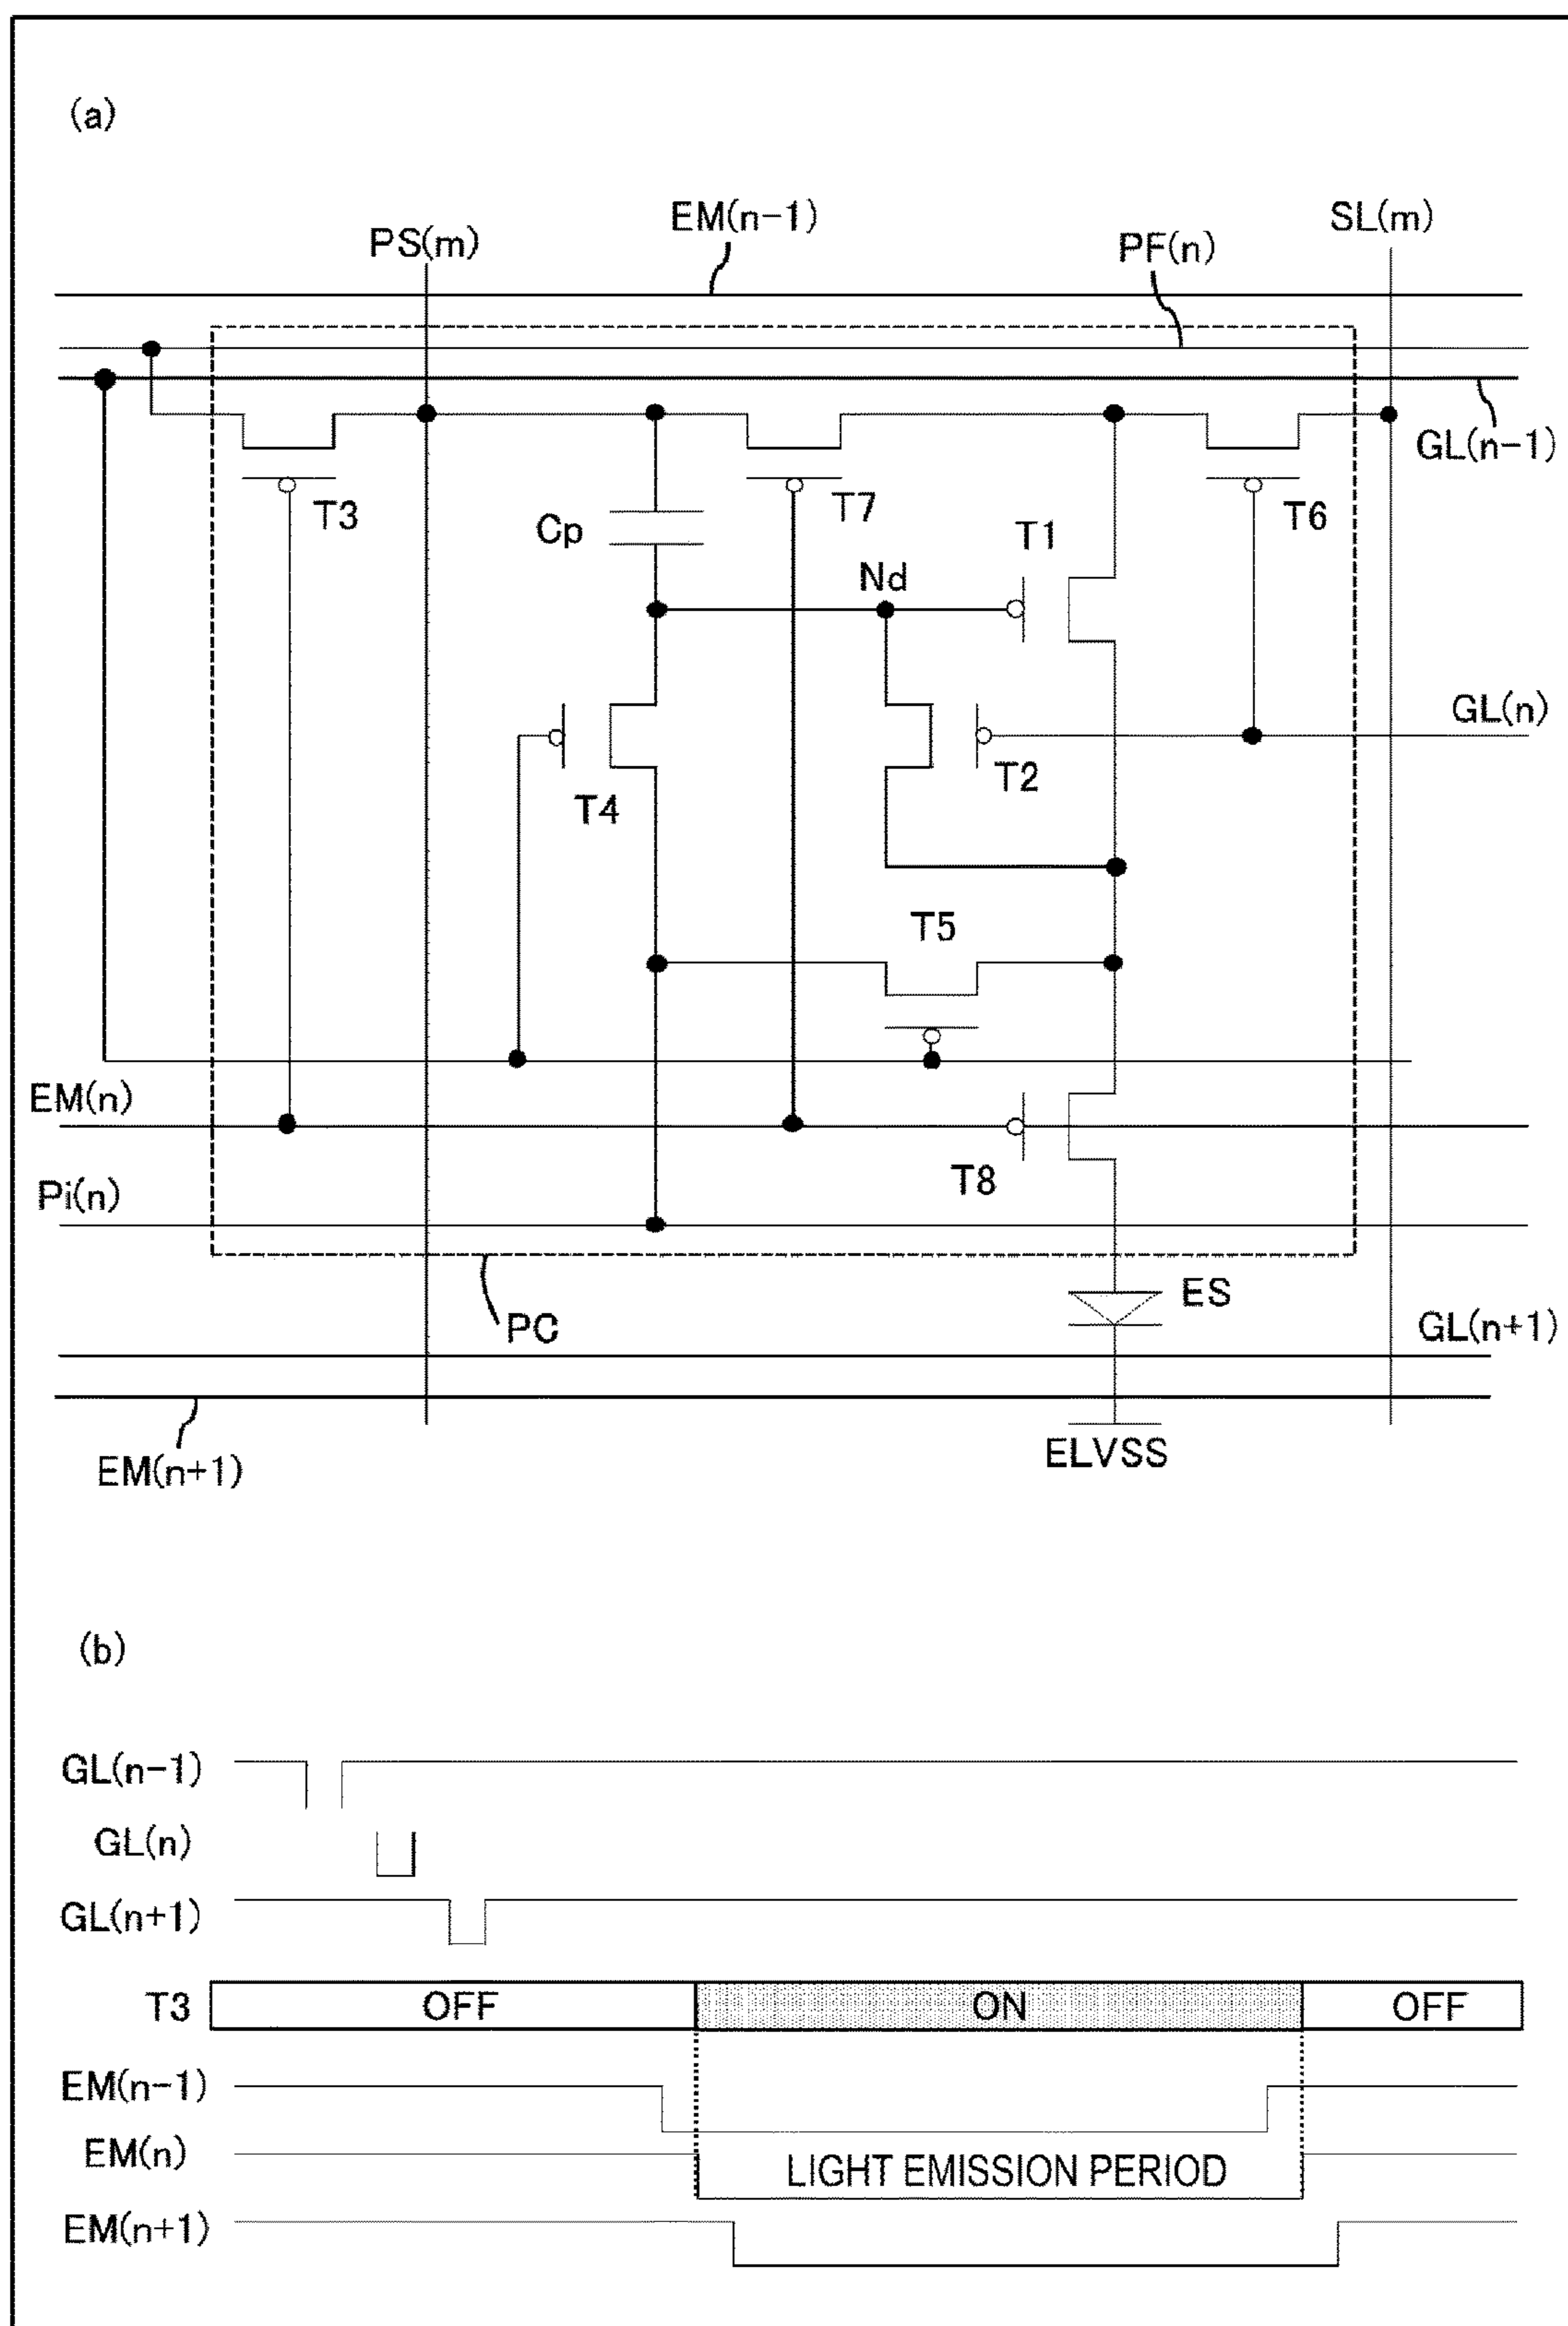 (a)
EM(n-1)
SL(m)
PS(m)
PF(n)
GL(n-1)
T3
T7
T6
Cp
T1
Nd
GL(n)
T2
T4
T5
EM(n)
T8
Pi(n)
ES
PC
GL(n+1)
ELVSS
EM(n+1)
(b)
GL(n-1)
GL(n)
GL(n+1)
T3 OFF ON OFF
EM(n-1)
EM(n) LIGHT EMISSION PERIOD
EM(n+1)